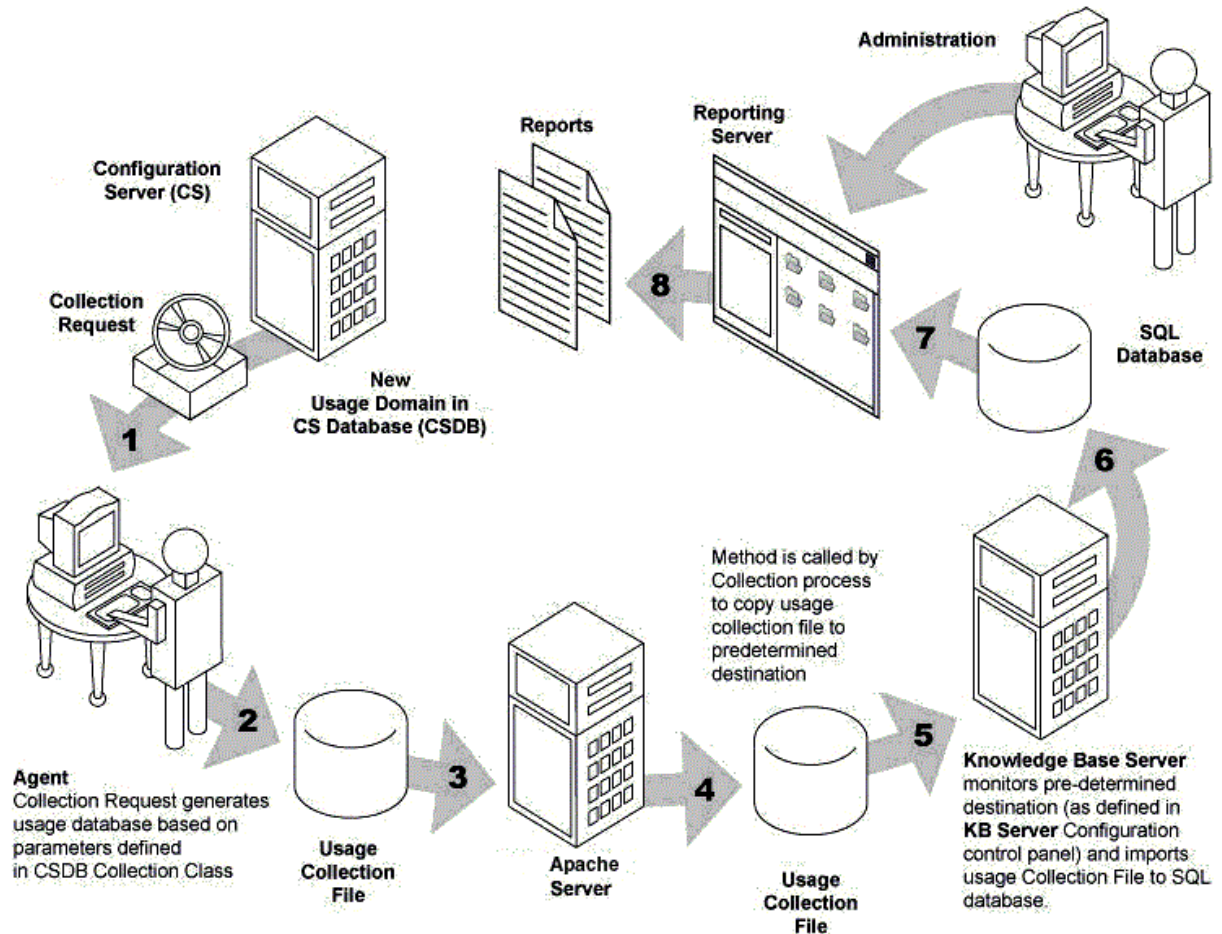 Administration
Reporting
Server
Reports
Configuration
Server (CS)
Collection
Request
New
Usage Domain in
CS Database (CSDB)
1
8
7
SQL
Database
6
Agent
Collection Request generates
usage database based on
parameters defined
in CSDB Collection Class
2
Usage
Collection
File
3
Apache
Server
4
Method is called by
Collection process
to copy usage
collection file to
predetermined
destination
Usage
Collection
File
5
Knowledge Base Server
monitors pre-determined
destination (as defined in
KB Server Configuration
control panel) and imports
usage Collection File to SQL
database.